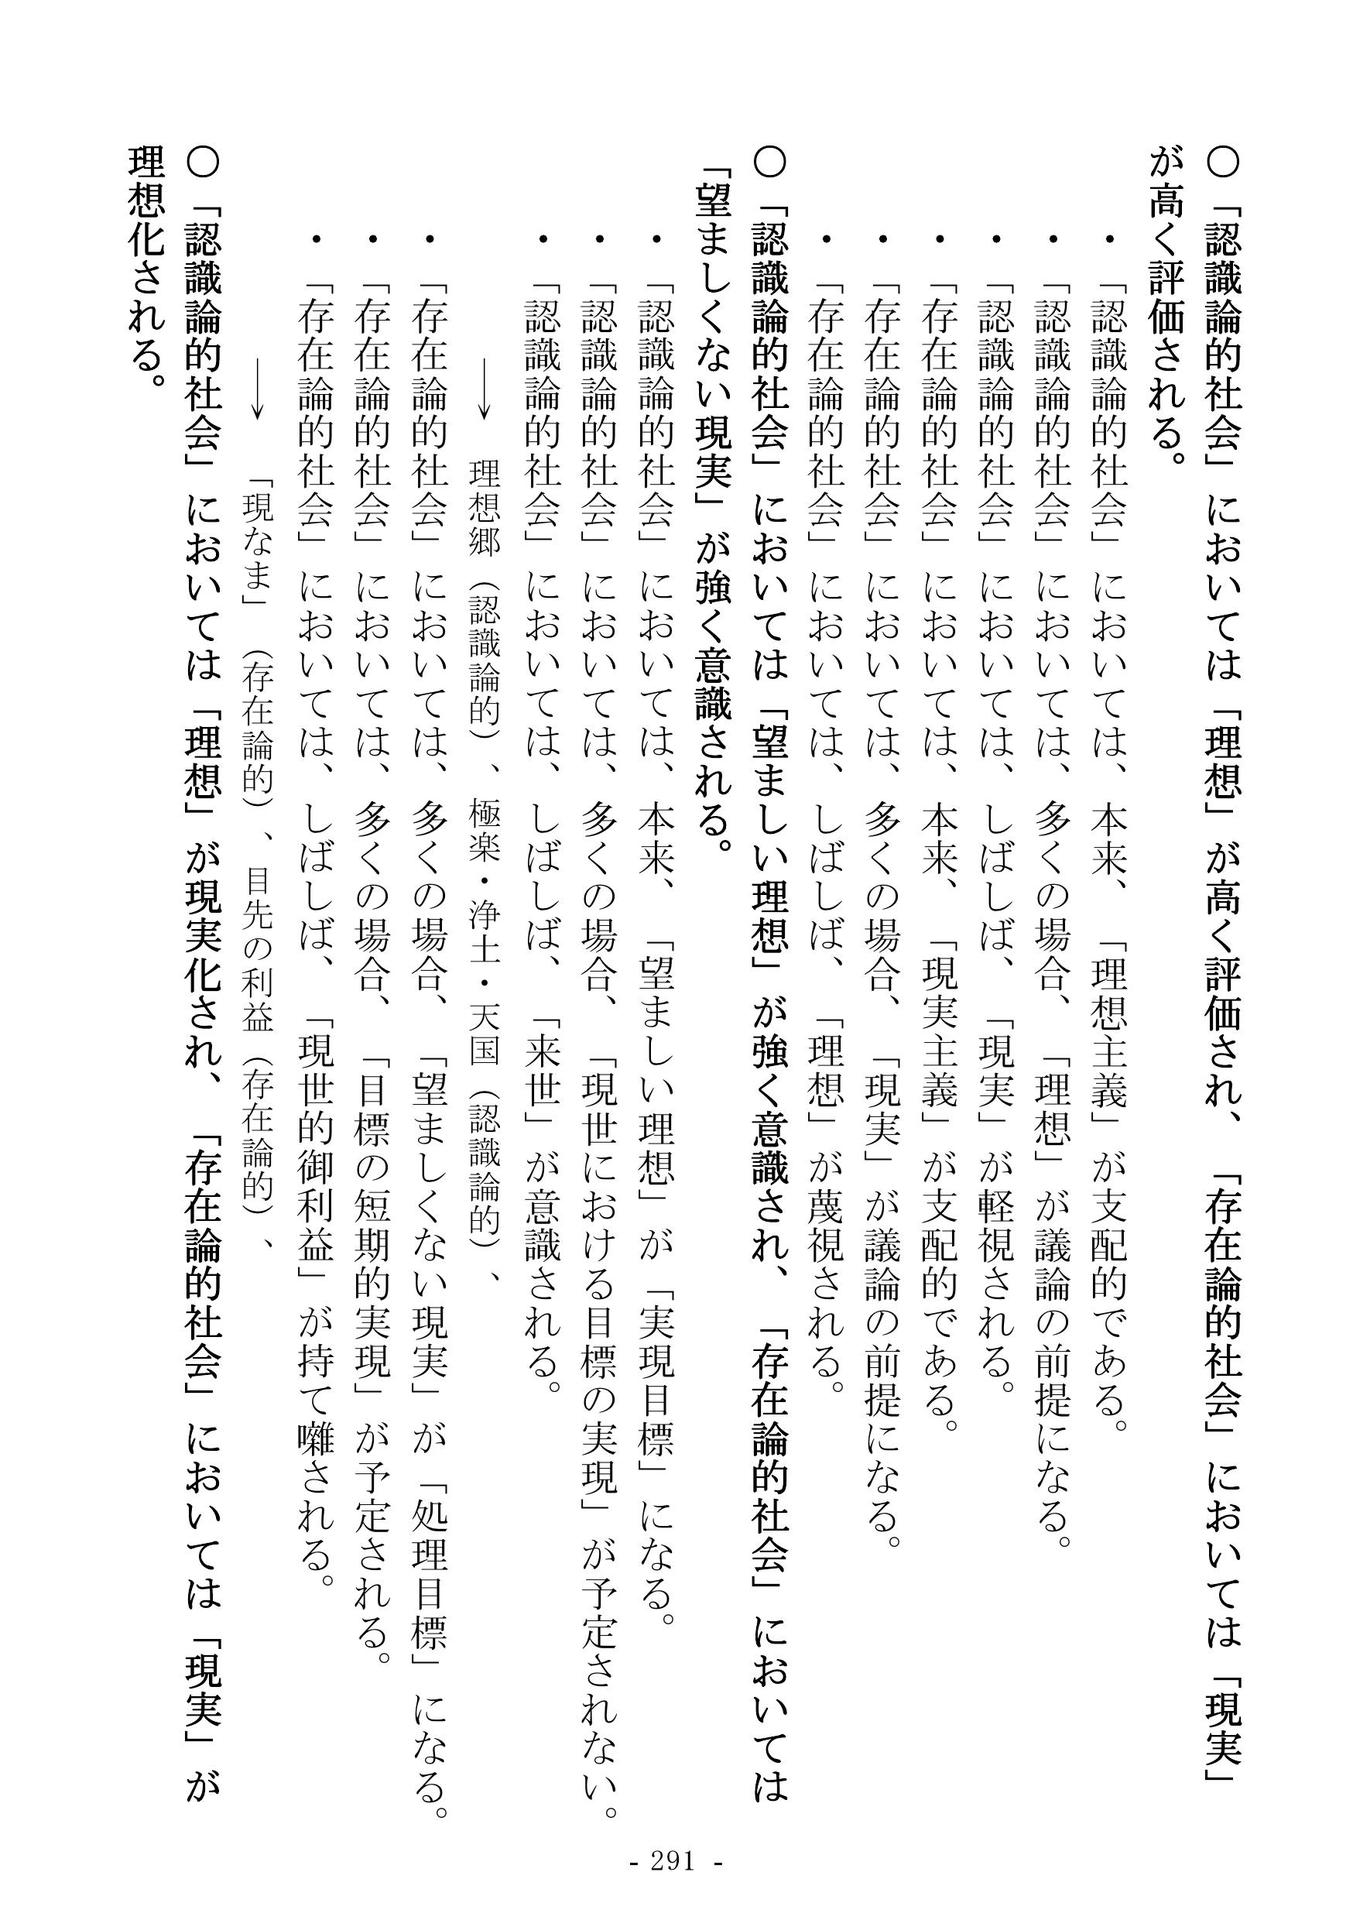 〇「認識論的社会」においては「理想」が高く評価され、「存在論的社会」においては「現実」
が高く評価される。
・「認識論的社会」においては、本来、「理想主義」が支配的である。
・「認識論的社会」においては、多くの場合、「理想」が議論の前提になる。
・「認識論的社会」においては、しばしば、「現実」が軽視される。
・「存在論的社会」においては、本来、「現実主義」が支配的である。
・「存在論的社会」においては、多くの場合、「現実」が議論の前提になる。
・「存在論的社会」においては、しばしば、「理想」が蔑視される。
〇「認識論的社会」においては「望ましい理想」が強く意識され、「存在論的社会」においては
「望ましくない現実」が強く意識される。
・「認識論的社会」においては、本来、「望ましい理想」が「実現目標」になる。
・「認識論的社会」においては、多くの場合、「現世における目標の実現」が予定されない。
・「認識論的社会」においては、しばしば、「来世」が意識される。
→ 理想郷（認識論的）、極楽・浄土・天国（認識論的）、
・「存在論的社会」においては、多くの場合、「望ましくない現実」が「処理目標」になる。
・「存在論的社会」においては、多くの場合、「目標の短期的実現」が予定される。
・「存在論的社会」においては、しばしば、「現世的御利益」が持て囃される。
→ 「現なま」（存在論的）、目先の利益（存在論的）、
〇「認識論的社会」においては「理想」が現実化され、「存在論的社会」においては「現実」が
理想化される。
- 291 -